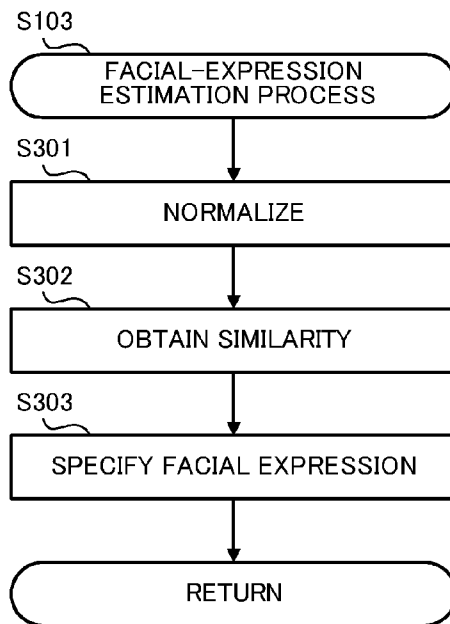 S103
FACIAL-EXPRESSION
ESTIMATION PROCESS
S301
NORMALIZE
S302
OBTAIN SIMILARITY
S303
SPECIFY FACIAL EXPRESSION
RETURN